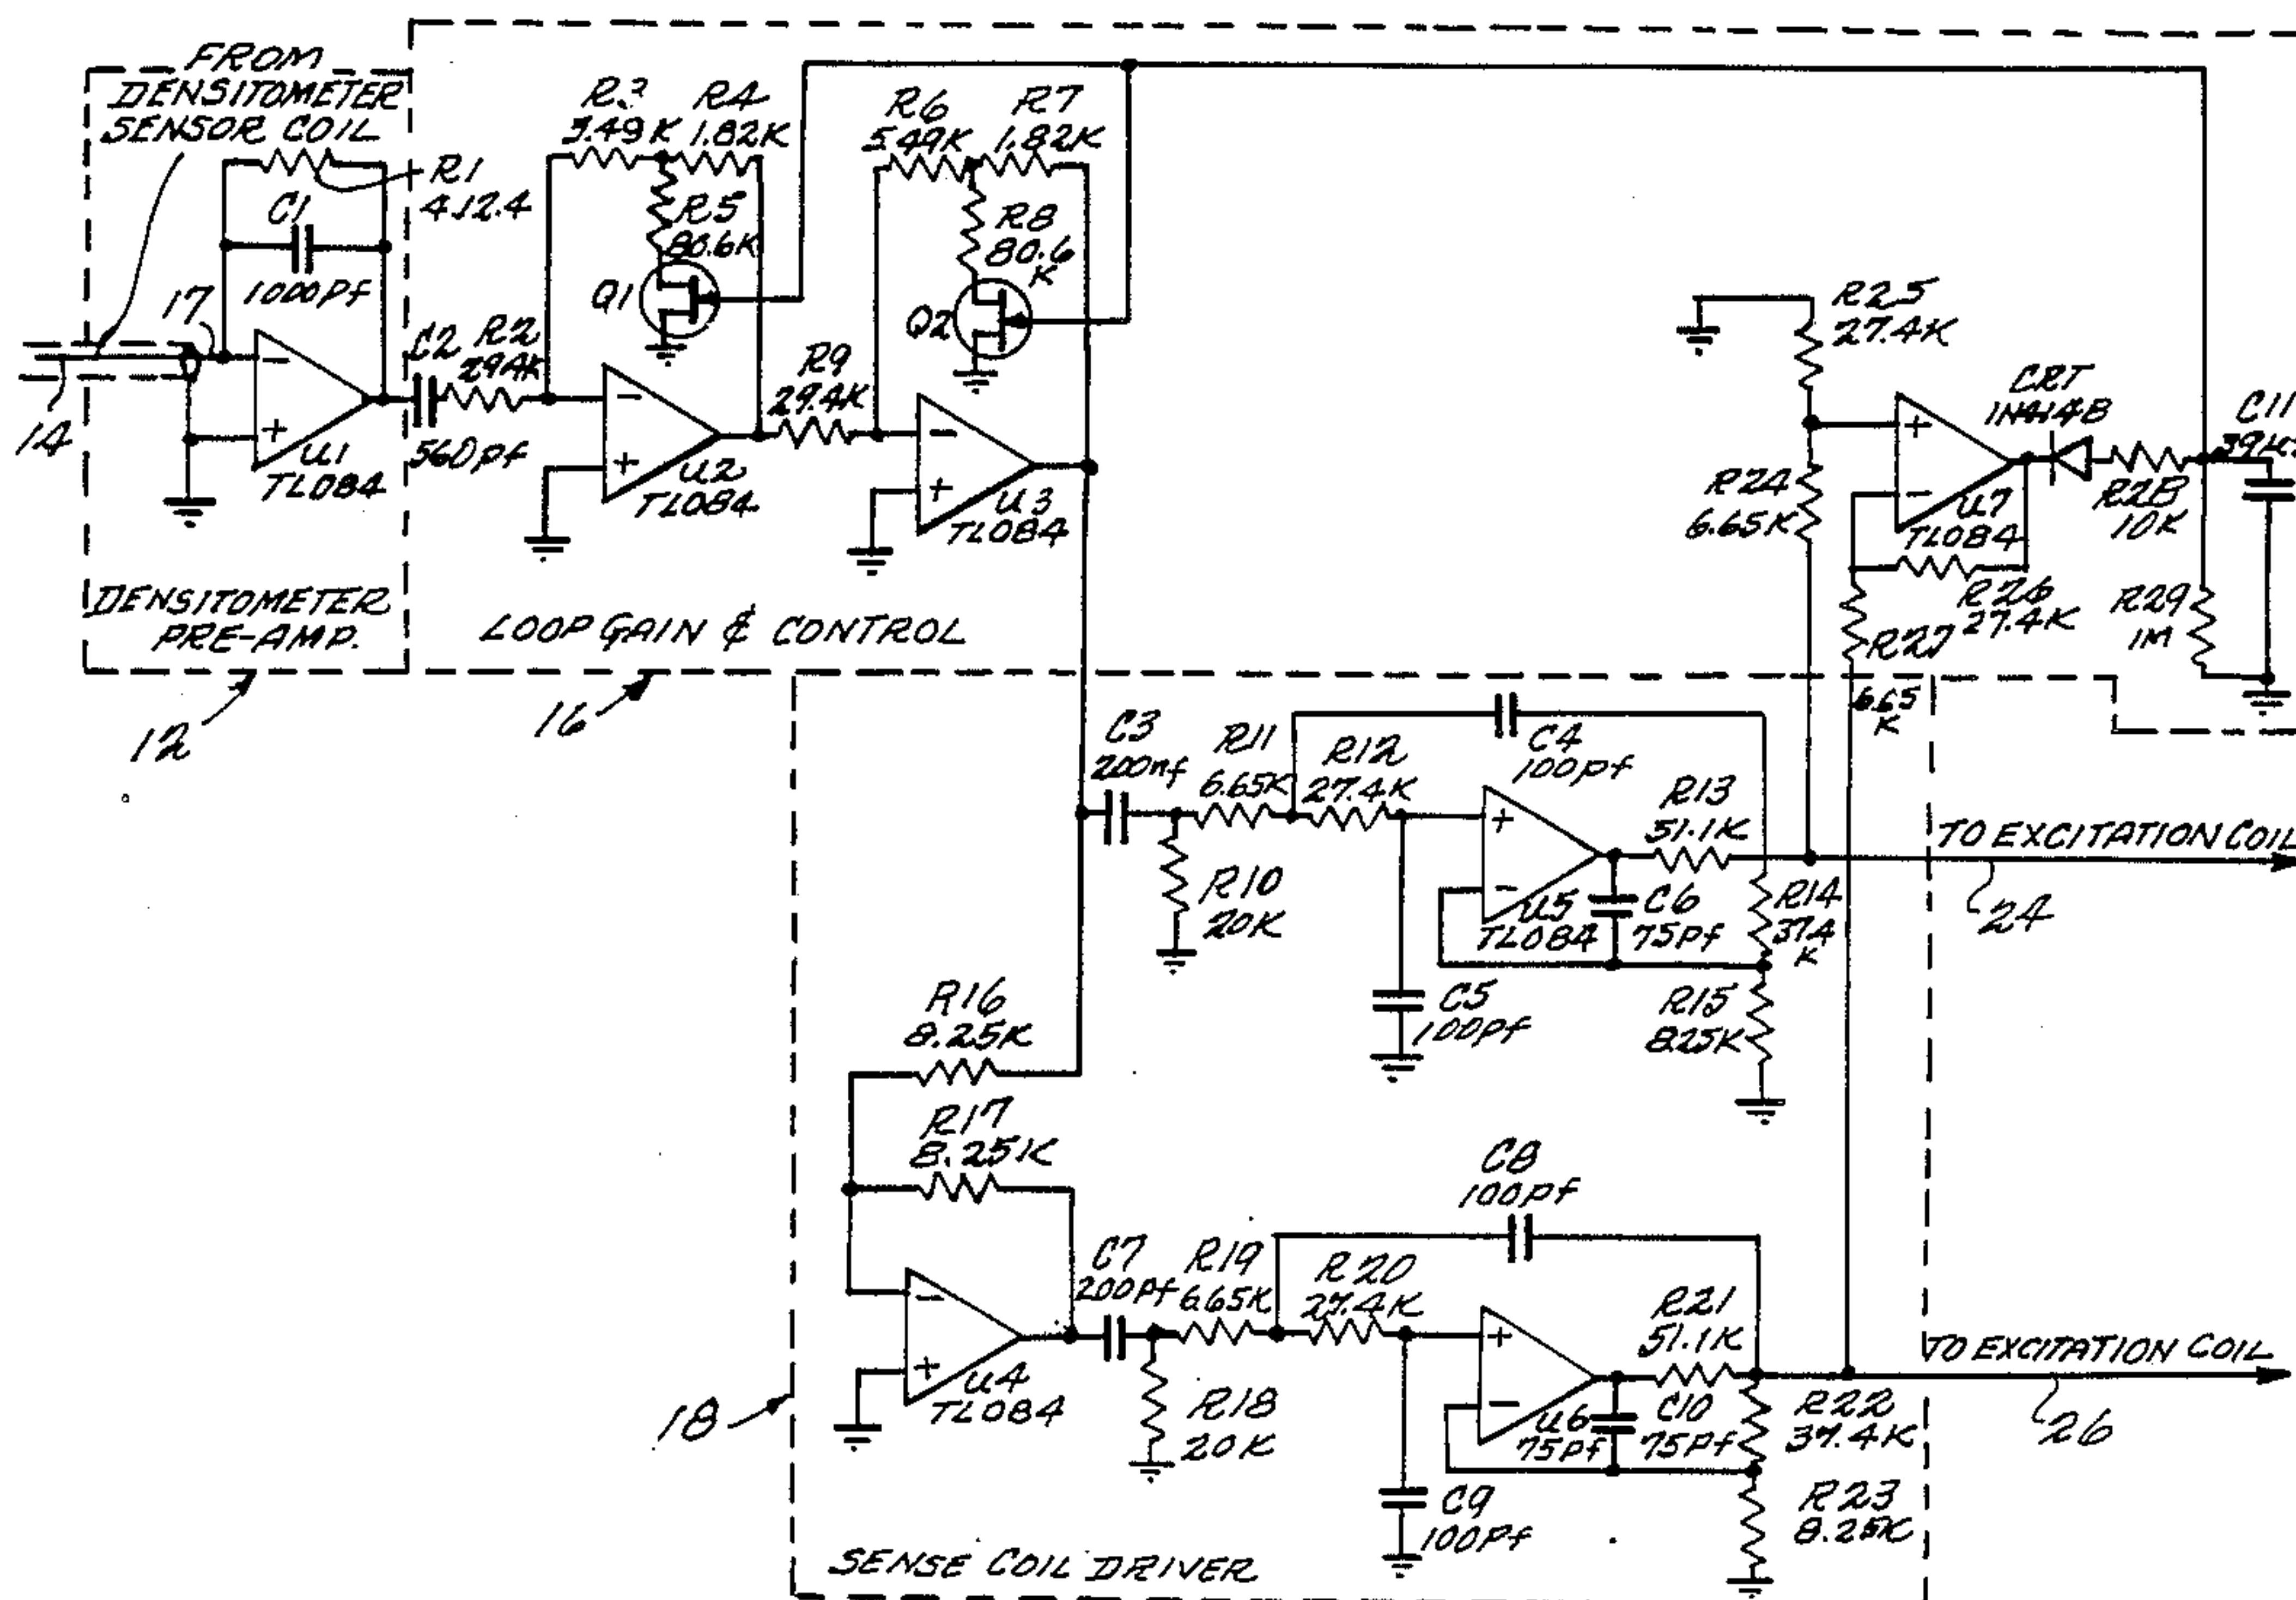 FROM
DENSITOMETER
SENSOR COIL
R1
412.4
C1
1000pf
17
14
U1
TL084
DENSITOMETER
PRE-AMP.
12
C2
560pf
R2
294K
R3
5.49K
R4
1.82K
R5
80.6K
Q1
U2
TL084
R9
29.4K
R6
5.49K
R7
1.82K
R8
80.6
K
Q2
U3
TL084
LOOP GAIN & CONTROL
16
R25
27.4K
R24
6.65K
U7
TL084
CRT
1N4148
R28
10K
C11
R26
27.4K
R27
6.65
K
R29
1M
C3
200nf
R11
6.65K
R12
27.4K
C4
100pf
R10
20K
C5
100pf
U5
TL084
C6
75pf
R13
51.1K
R14
37.4
K
R15
8.25K
TO EXCITATION COIL
24
R16
8.25K
R17
8.25K
U4
TL084
C7
200pf
R19
6.65K
R20
27.4K
C8
100pf
R18
20K
C9
100pf
U6
75pf
C10
75pf
R21
51.1K
R22
37.4K
R23
8.25K
TO EXCITATION COIL
26
18
SENSE COIL DRIVER